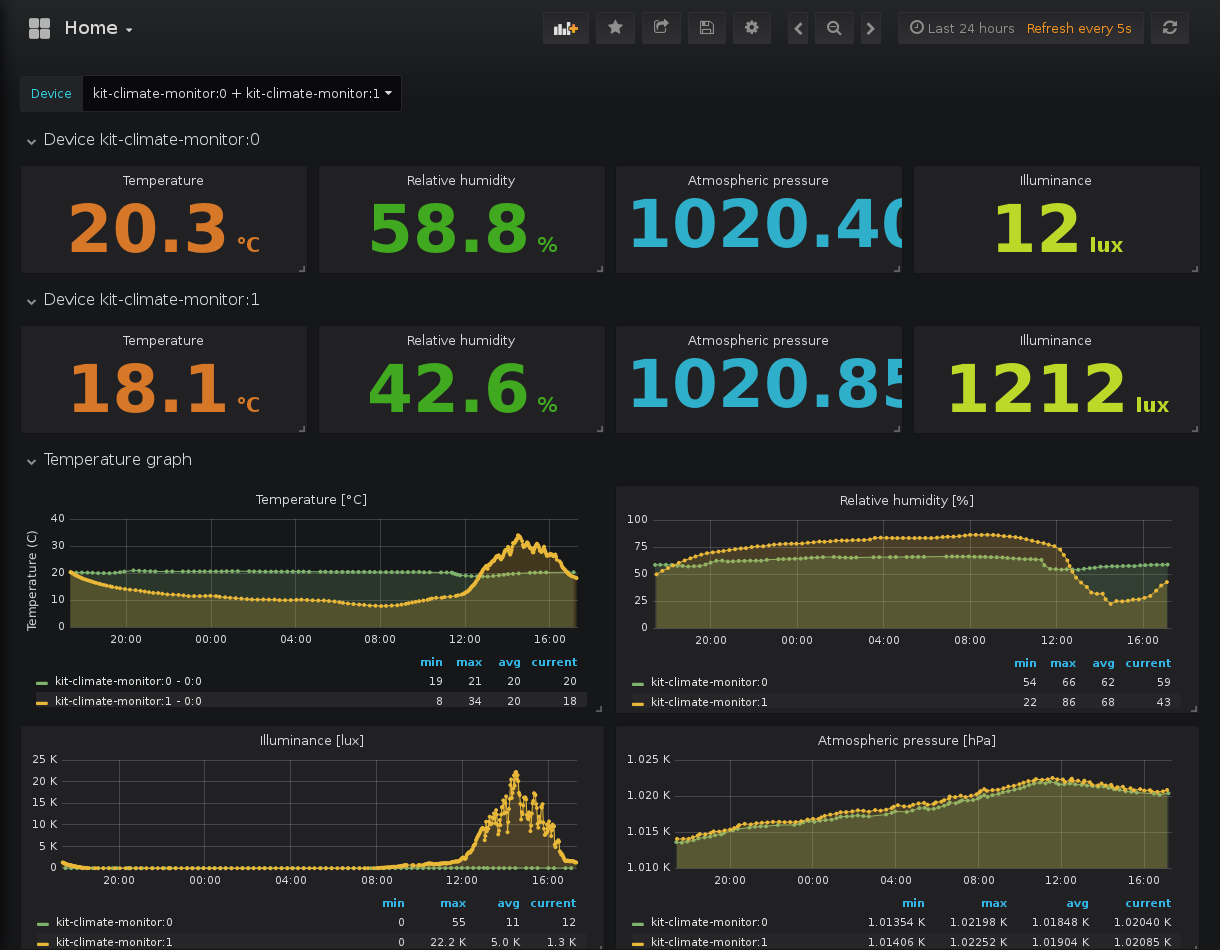 Home
Last 24 hours Refresh every 5s
Device kit-climate-monitor:0 + kit-climate-monitor:1
Device kit-climate-monitor:0
Temperature Relative humidity Atmospheric pressure Illuminance
20.3 °C 58.8 % 1020.40 12 lux
Device kit-climate-monitor:1
Temperature Relative humidity Atmospheric pressure Illuminance
18.1 °C 42.6 % 1020.85 1212 lux
Temperature graph
Temperature [°C]
Temperature (C)
40
30
20
10
0
20:00 00:00 04:00 08:00 12:00 16:00
min max avg current
kit-climate-monitor:0 - 0:0 19 21 20 20
kit-climate-monitor:1 - 0:0 8 34 20 18
Relative humidity [%]
100
75
50
25
0
20:00 00:00 04:00 08:00 12:00 16:00
min max avg current
kit-climate-monitor:0 54 66 62 59
kit-climate-monitor:1 22 86 68 43
Illuminance [lux]
25 K
20 K
15 K
10 K
5 K
0
20:00 00:00 04:00 08:00 12:00 16:00
min max avg current
kit-climate-monitor:0 0 55 11 12
kit-climate-monitor:1 0 22.2 K 5.0 K 1.3 K
Atmospheric pressure [hPa]
1.025 K
1.020 K
1.015 K
1.010 K
20:00 00:00 04:00 08:00 12:00 16:00
min max avg current
kit-climate-monitor:0 1.01354 K 1.02198 K 1.01848 K 1.02040 K
kit-climate-monitor:1 1.01406 K 1.02252 K 1.01904 K 1.02085 K